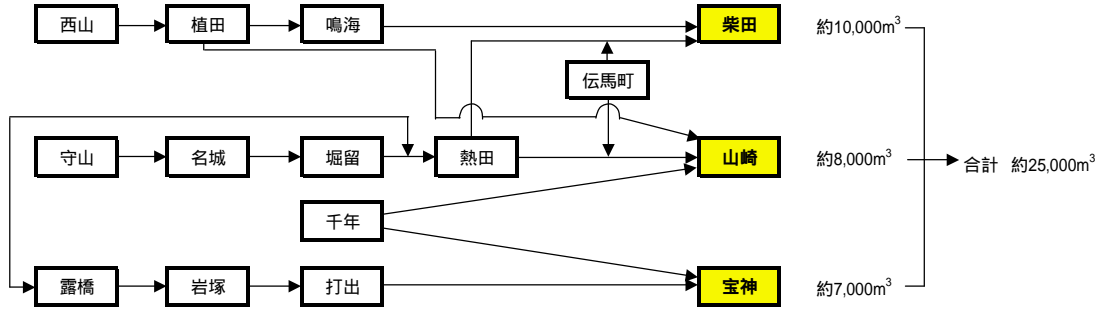 西山 植田 鳴海 柴田 約10,000m³
伝馬町
守山 名城 堀留 熱田 山崎 約8,000m³ 合計 約25,000m³
千年
露橋 岩塚 打出 宝神 約7,000m³